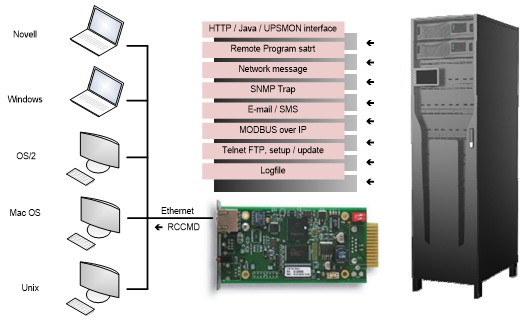 Novell
Windows
OS/2
Mac OS
Unix
HTTP / Java / UPSMON interface
Remote Program satrt
Network message
SNMP Trap
E-mail / SMS
MODBUS over IP
Telnet FTP, setup / update
Logfile
Ethernet
RCCMD